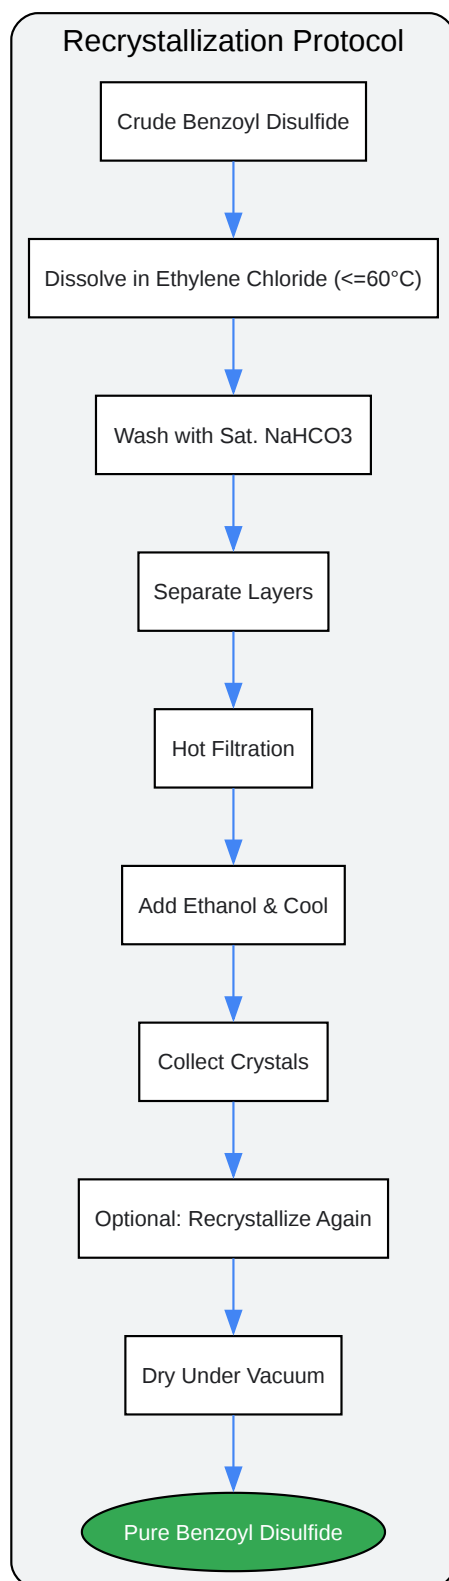 Recrystallization Protocol
Crude Benzoyl Disulfide
Dissolve in Ethylene Chloride (<=60°C)
Wash with Sat. NaHCO3
Separate Layers
Hot Filtration
Add Ethanol & Cool
Collect Crystals
Optional: Recrystallize Again
Dry Under Vacuum
Pure Benzoyl Disulfide